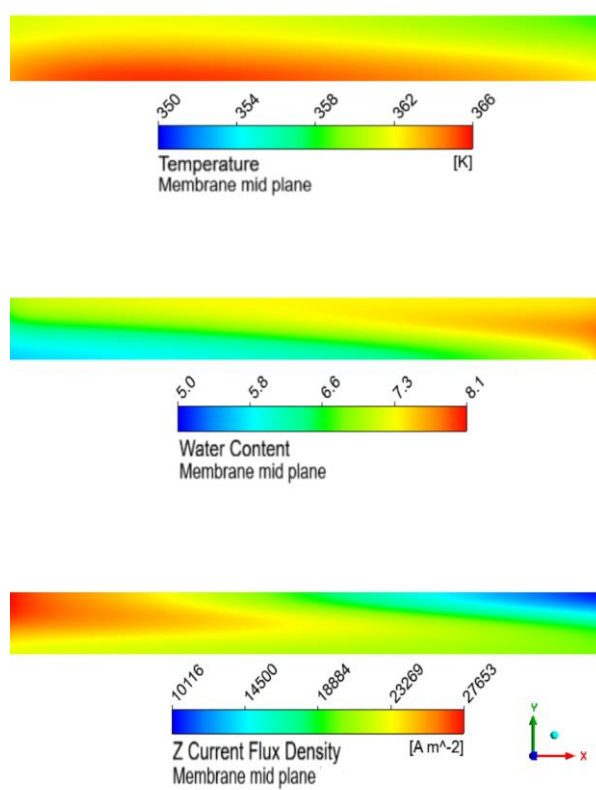 350 354 358 362 366
Temperature [K]
Membrane mid plane
5.0 5.8 6.6 7.3 8.1
Water Content
Membrane mid plane
10116 14500 18884 23269 27653
Z Current Flux Density [A m^-2]
Membrane mid plane
Y
X